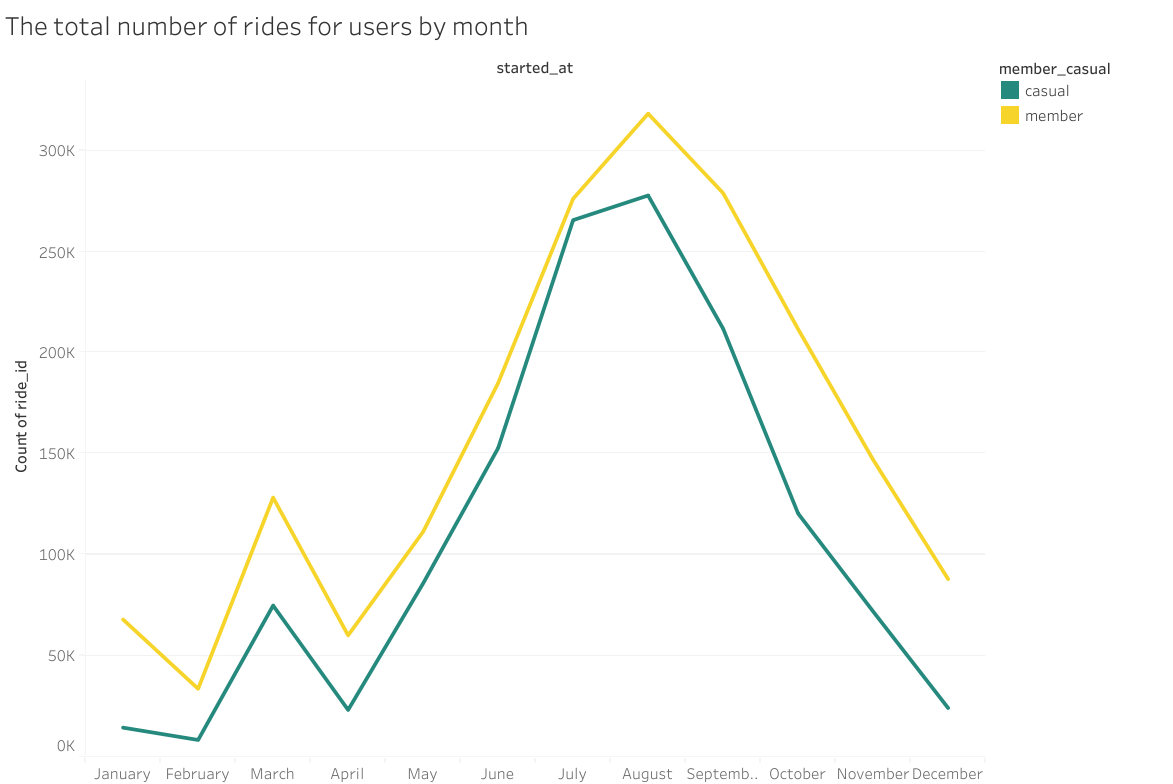 The total number of rides for users by month
started_at
member_casual
casual
member
Count of ride_id
300K
250K
200K
150K
100K
50K
0K
January February March April May June July August Septemb.. October November December